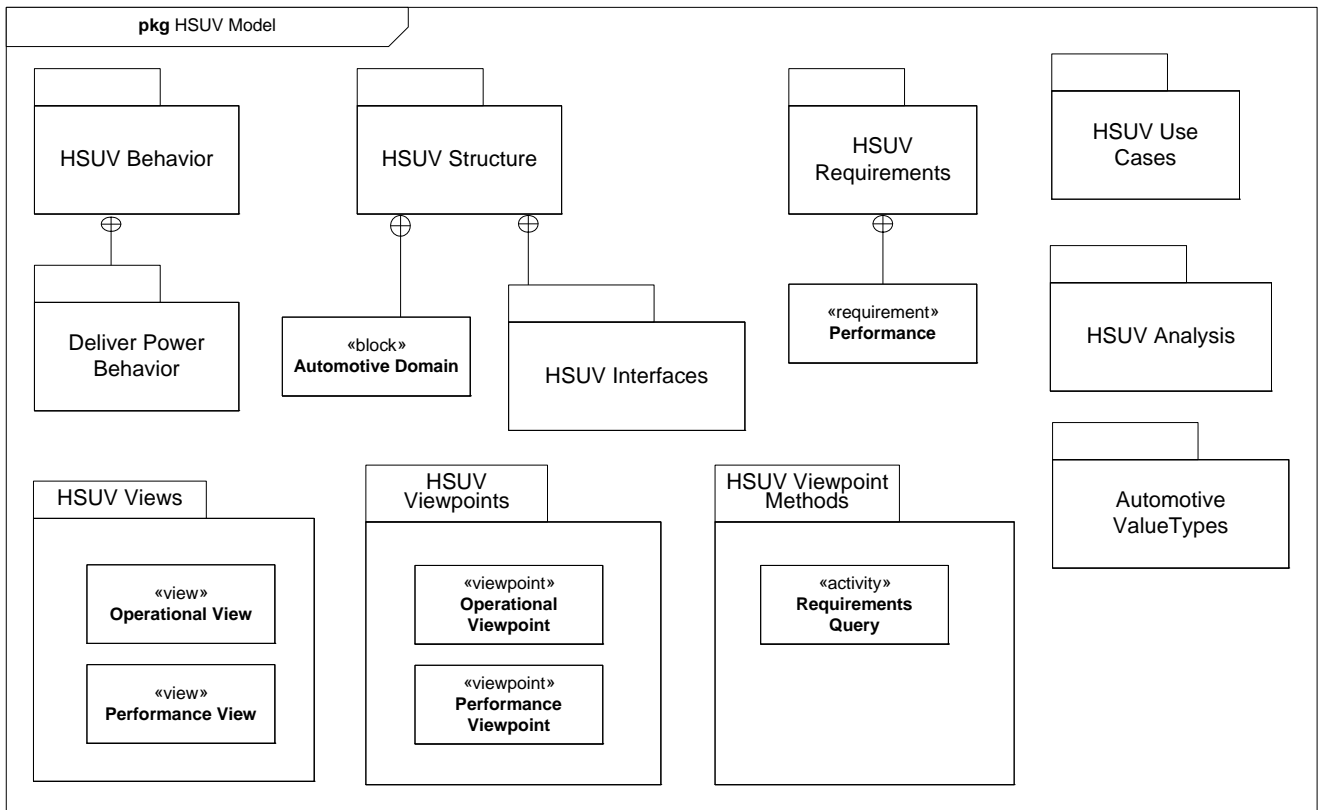 pkg HSUV Model
HSUV Behavior
HSUV Structure
HSUV
Requirements
HSUV Use
Cases
Deliver Power
Behavior
«block»
Automotive Domain
HSUV Interfaces
«requirement»
Performance
HSUV Analysis
Automotive
ValueTypes
HSUV Views
«view»
Operational View
«view»
Performance View
HSUV
Viewpoints
«viewpoint»
Operational
Viewpoint
«viewpoint»
Performance
Viewpoint
HSUV Viewpoint
Methods
«activity»
Requirements
Query